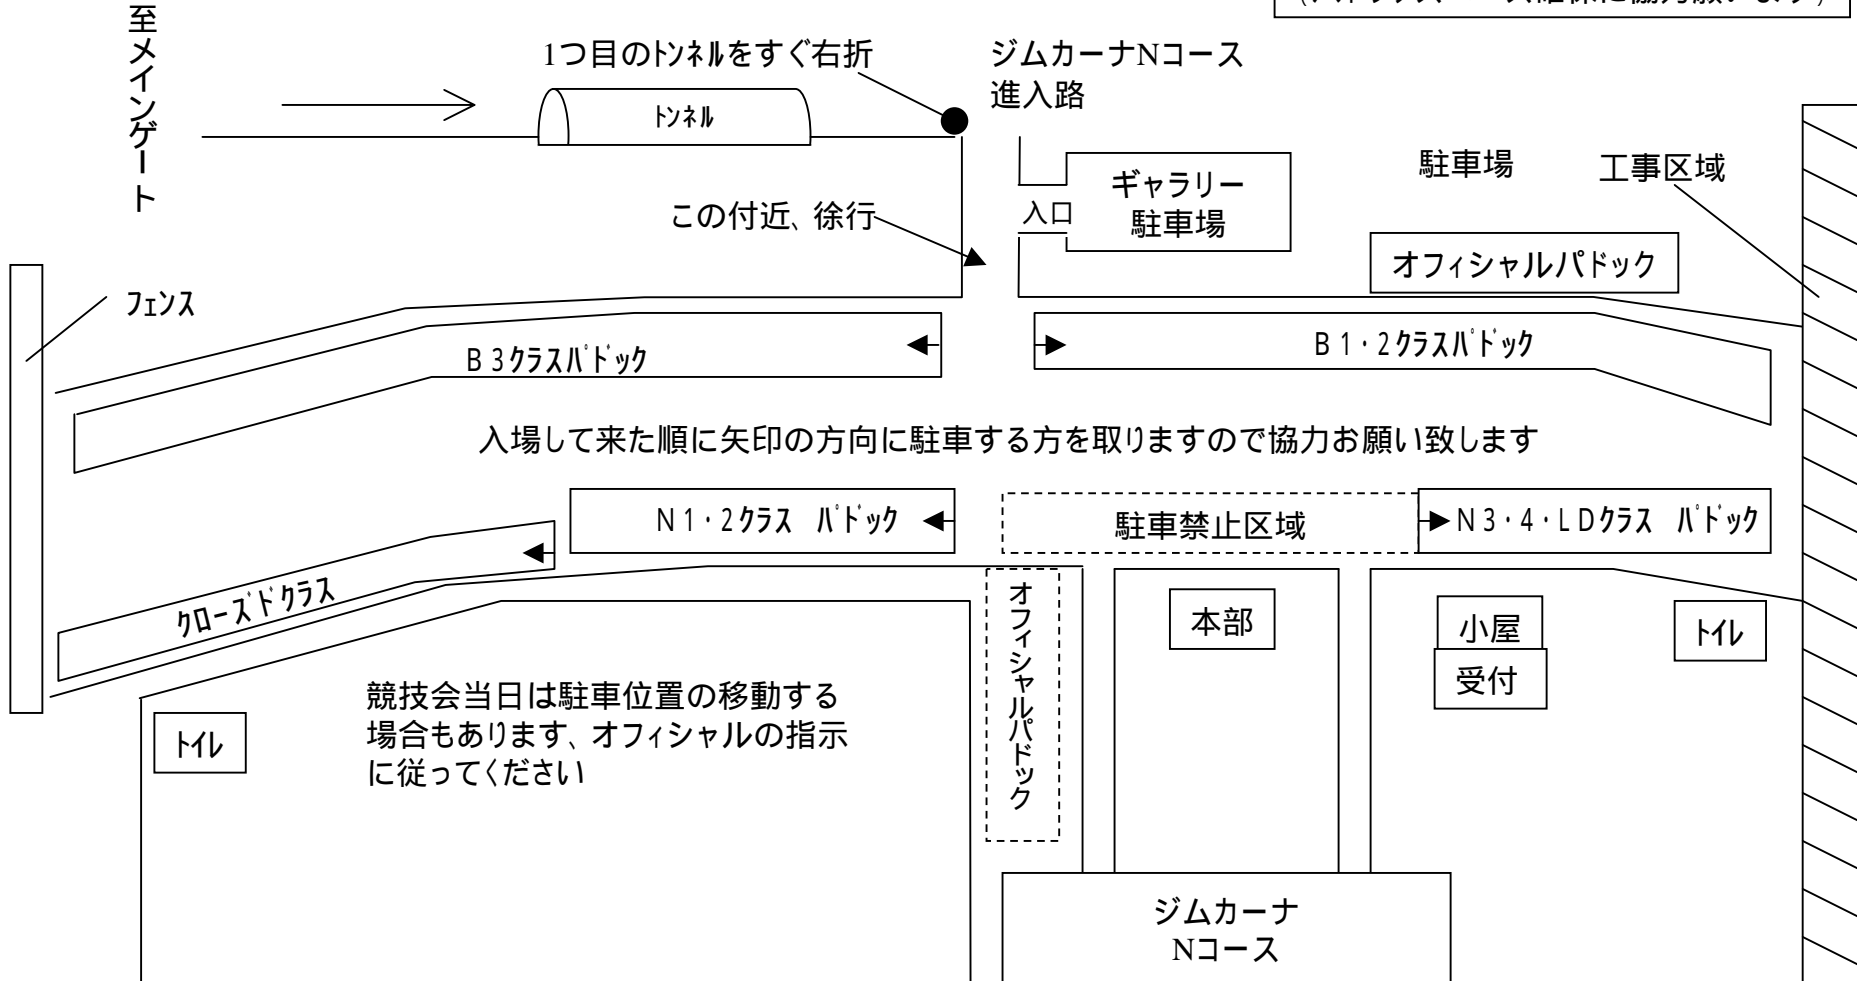 至メインゲート
1つ目のトンネルをすぐ右折
ジムカーナNコース
進入路
トンネル
駐車場
工事区域
ギャラリー
駐車場
入口
この付近、徐行
オフィシャルパドック
フェンス
B3クラスパドック
B1・2クラスパドック
入場して来た順に矢印の方向に駐車する方を取りますので協力お願い致します
N1・2クラス パドック
駐車禁止区域
N3・4・LDクラス パドック
クローズドクラス
オフィシャルパドック
本部
小屋
受付
トイレ
競技会当日は駐車位置の移動する
場合もあります、オフィシャルの指示
に従ってください
トイレ
ジムカーナ
Nコース